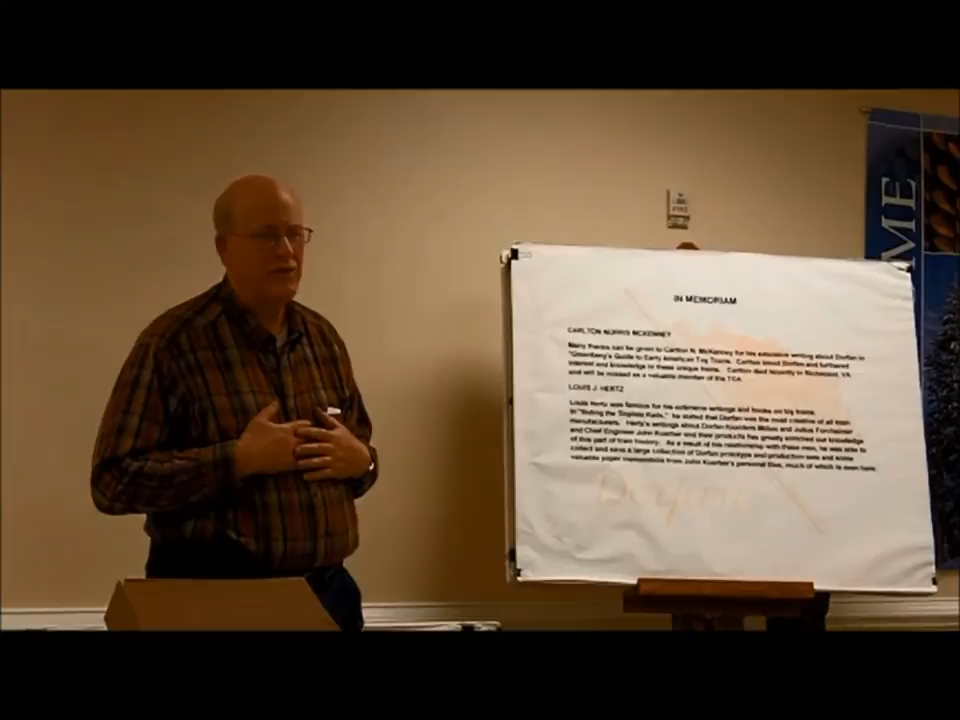 IN MEMORIAM
CARLTON NORRIS MCKENNEY
Many thanks can be given to Carlton N. McKenney for his extensive writing about Dorfan in
"Greenberg's Guide to Early American Toy Trains. Carlton loved Dorfan and furthered
interest and knowledge in these unique trains. Carlton died recently in Richmond, VA
and will be missed as a valuable member of the TCA
LOUIS J. HERTZ
Louis Hertz was famous for his extensive writings and books on toy trains.
In "Riding the Tinplate Rails," he stated that Dorfan was the most creative of all train
manufacturers. Hertz's writings about Dorfan founders Milton and Julius Forchheimer
and Chief Engineer John Koerber and their products has greatly enriched our knowledge
of this part of train history. As a result of his relationship with these men, he was able to
collect and save a large collection of Dorfan prototype and production sets and some
valuable paper memorabilia from John Koerber's personal files, much of which is seen here.
FIRE
ME